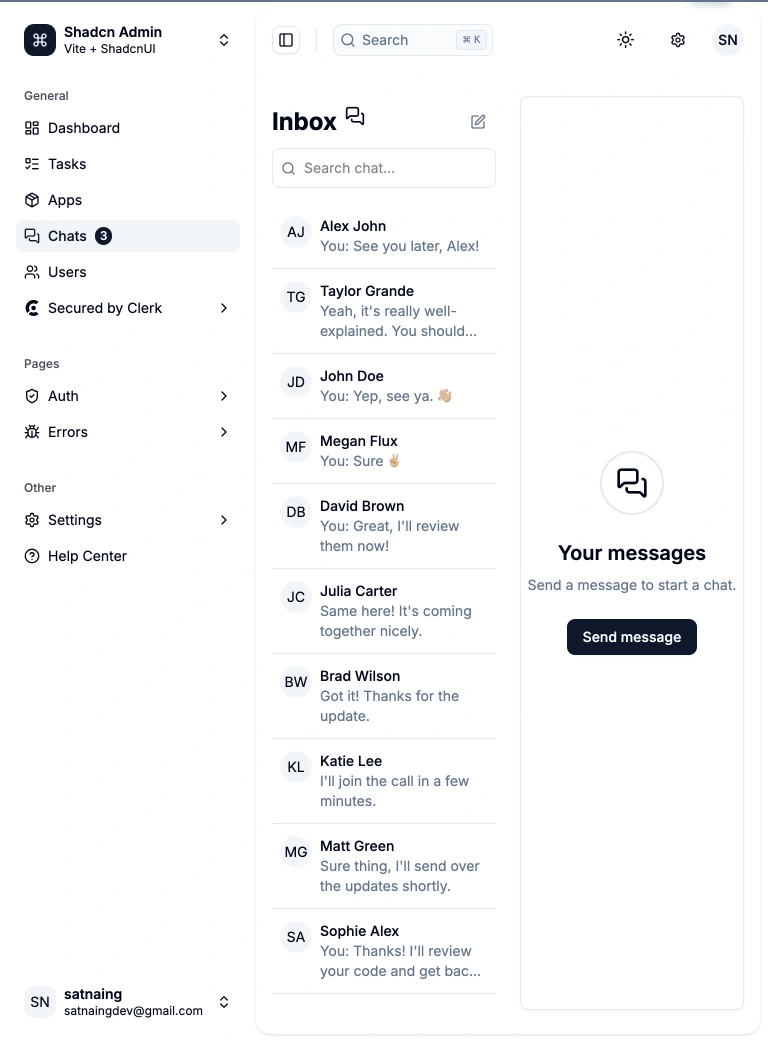 Shadcn Admin
Vite + ShadcnUI
General
Dashboard
Tasks
Apps
Chats 3
Users
Secured by Clerk
Pages
Auth
Errors
Other
Settings
Help Center
SN
satnaing
satnaingdev@gmail.com
Search ⌘ K
SN
Inbox
Search chat...
AJ
Alex John
You: See you later, Alex!
TG
Taylor Grande
Yeah, it's really well-
explained. You should...
JD
John Doe
You: Yep, see ya. 👋🏼
MF
Megan Flux
You: Sure ✌🏼
DB
David Brown
You: Great, I'll review
them now!
JC
Julia Carter
Same here! It's coming
together nicely.
BW
Brad Wilson
Got it! Thanks for the
update.
KL
Katie Lee
I'll join the call in a few
minutes.
MG
Matt Green
Sure thing, I'll send over
the updates shortly.
SA
Sophie Alex
You: Thanks! I'll review
your code and get bac...
Your messages
Send a message to start a chat.
Send message